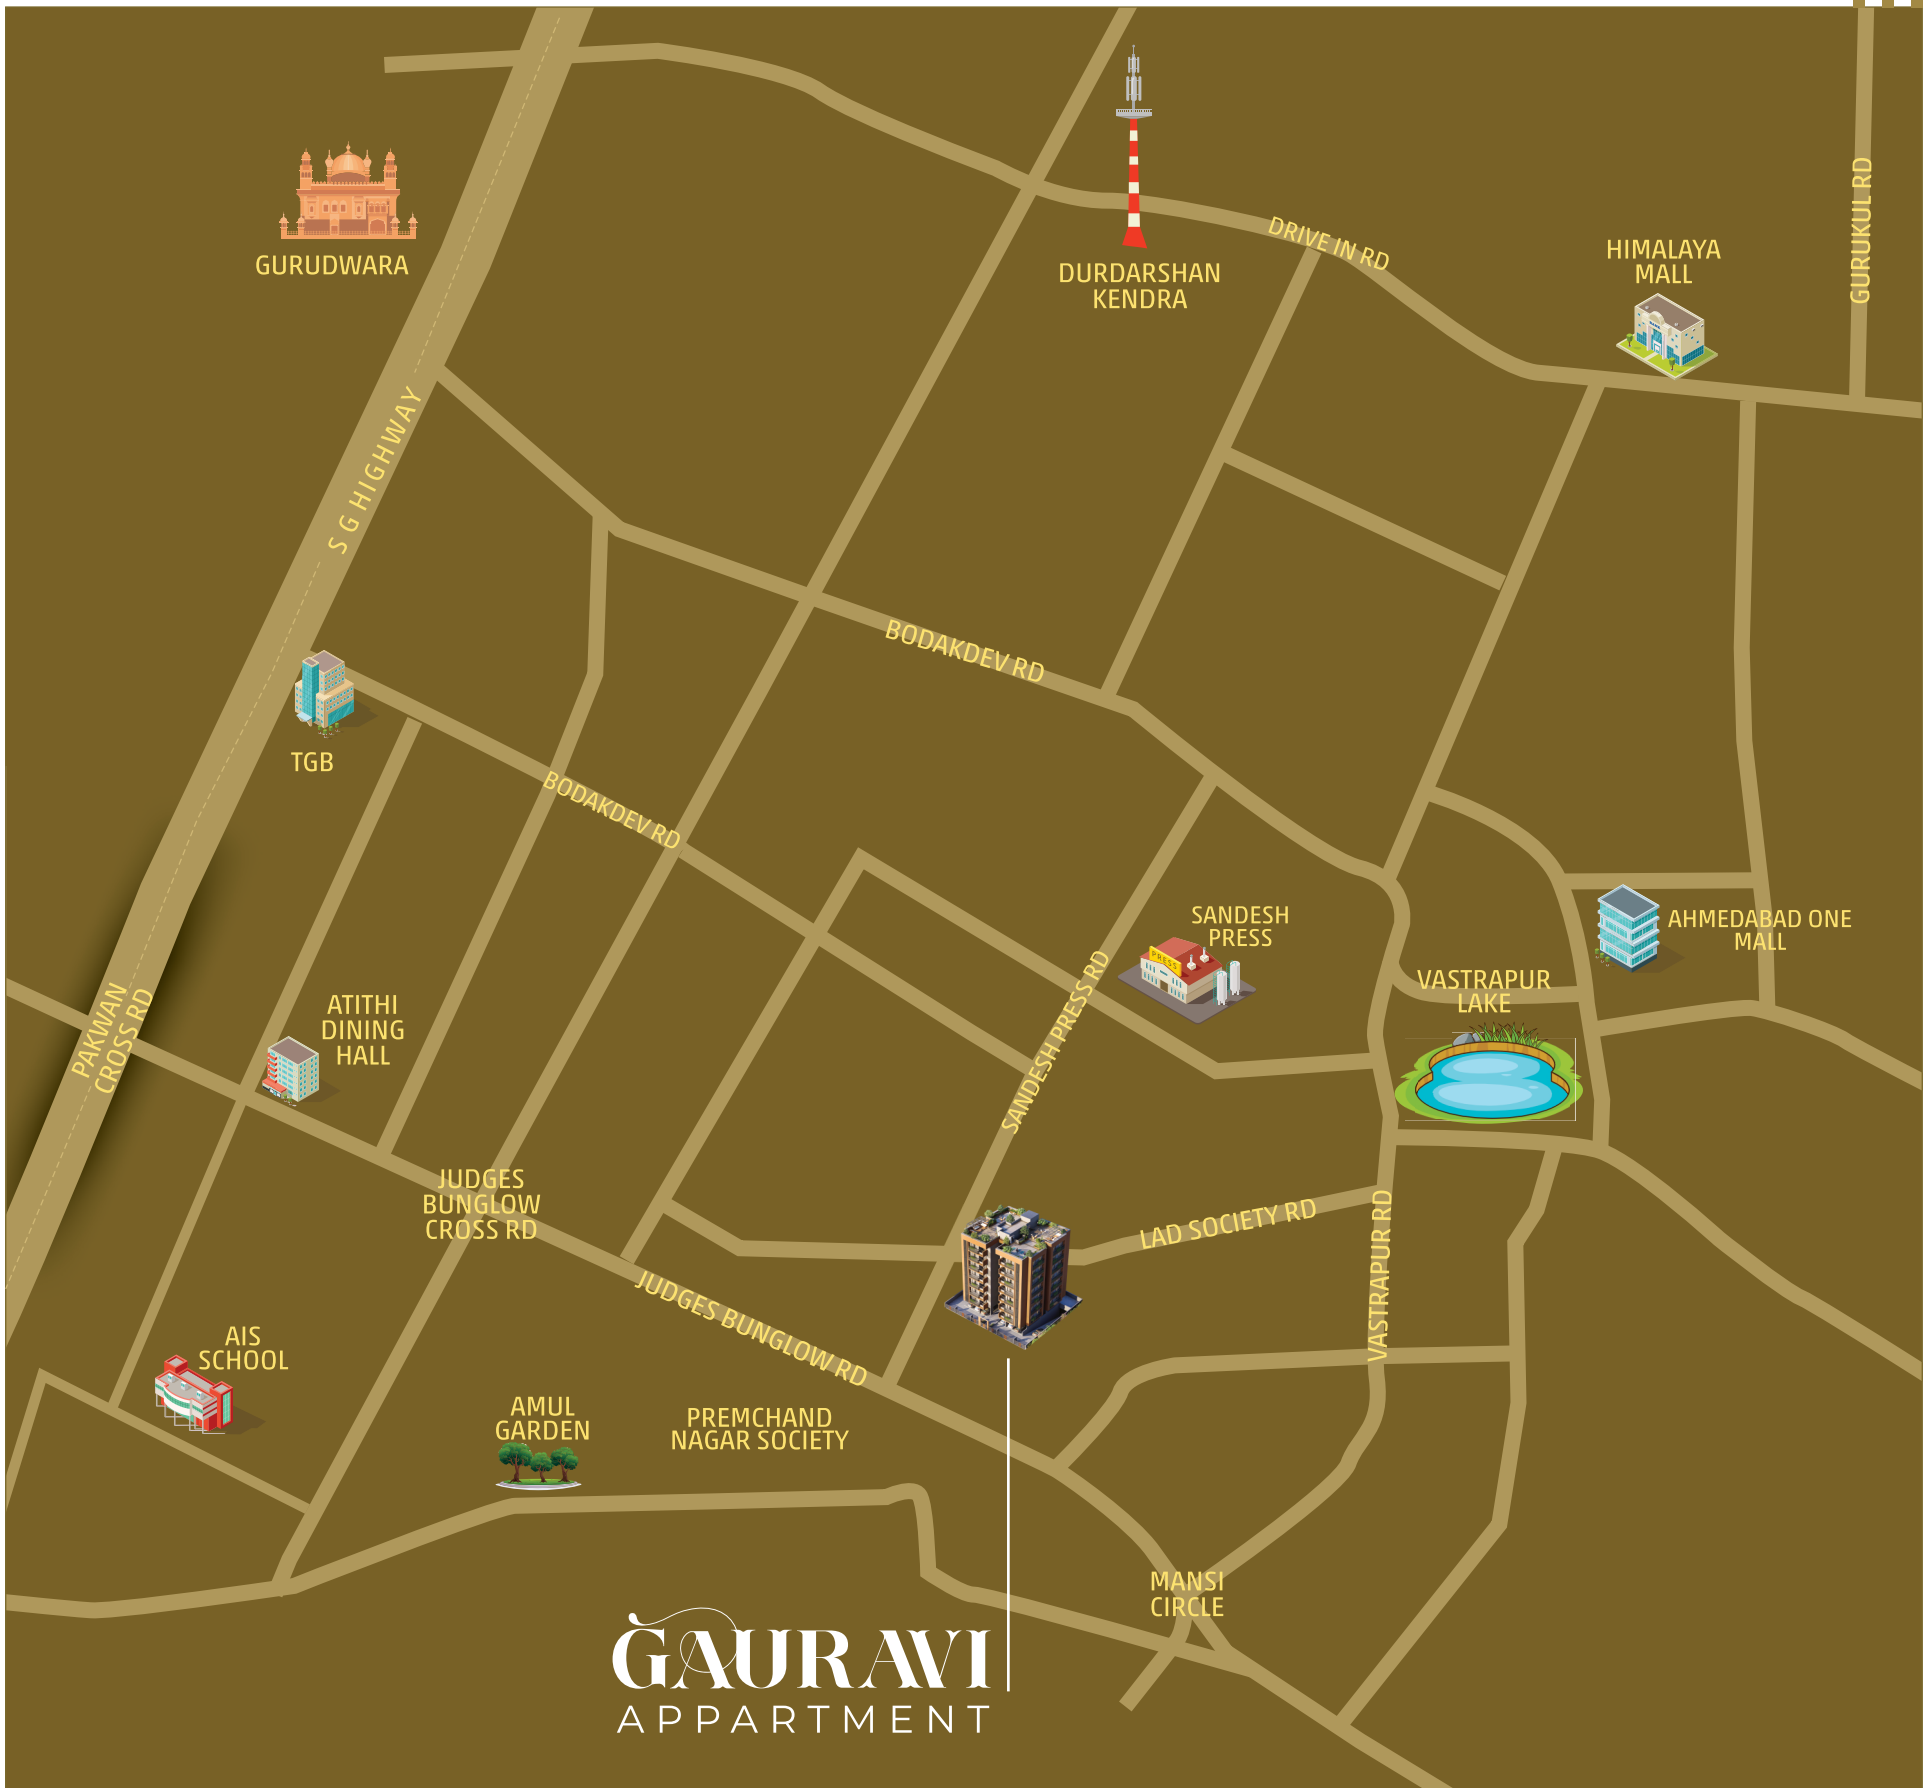 GURUDWARA
DURDARSHAN
KENDRA
DRIVE IN RD
HIMALAYA
MALL
GURUKUL RD
S G HIGHWAY
BODAKDEV RD
TGB
BODAKDEV RD
SANDESH
PRESS
PRESS
AHMEDABAD ONE
MALL
VASTRAPUR
LAKE
PAKWAN
CROSS RD
ATITHI
DINING
HALL
SANDESH PRESS RD
JUDGES
BUNGLOW
CROSS RD
LAD SOCIETY RD
VASTRAPUR RD
JUDGES BUNGLOW RD
AIS
SCHOOL
AMUL
GARDEN
PREMCHAND
NAGAR SOCIETY
MANSI
CIRCLE
GAURAVI
APPARTMENT